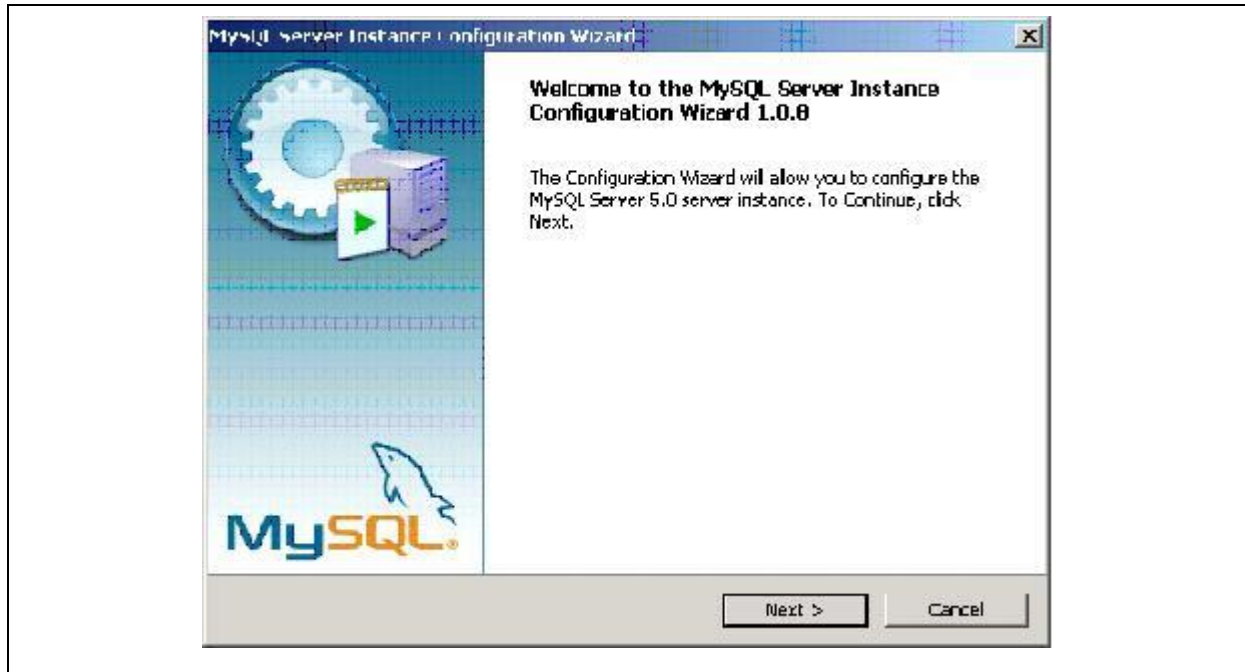 MySQL Server Instance Configuration Wizard
Welcome to the MySQL Server Instance
Configuration Wizard 1.0.8
The Configuration Wizard will allow you to configure the
MySQL Server 5.0 server instance. To Continue, click
Next.
MySQL®
Next >
Cancel